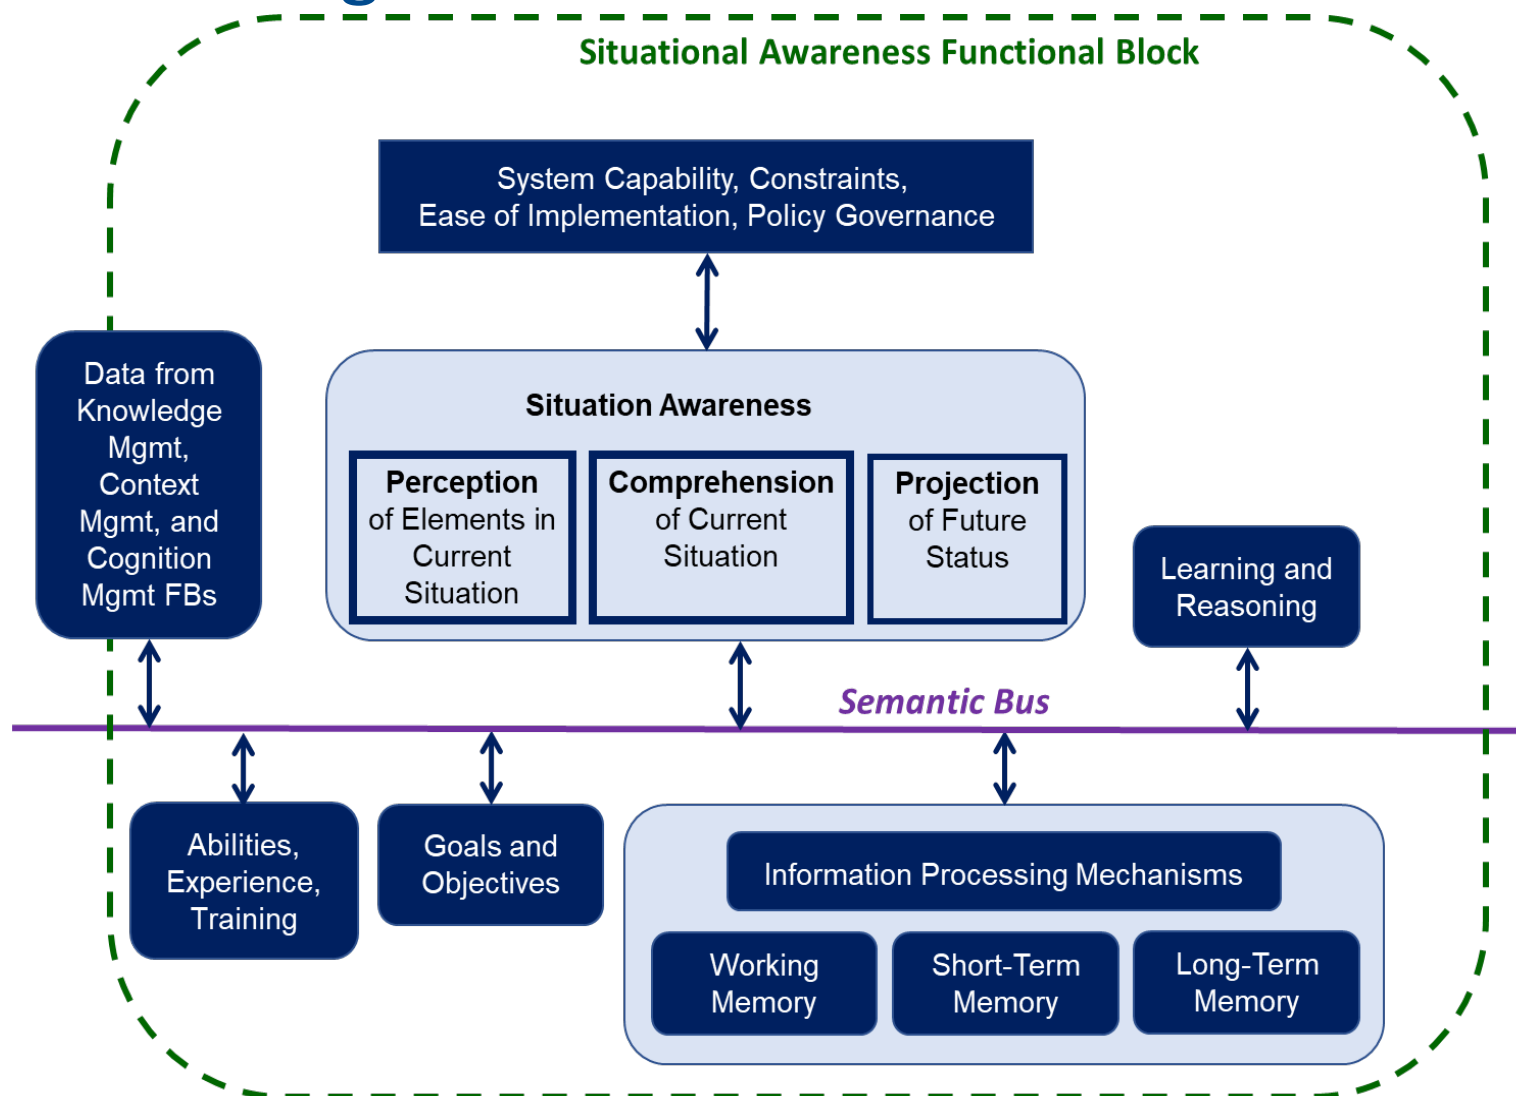 Situational Awareness Functional Block
System Capability, Constraints,
Ease of Implementation, Policy Governance
Data from
Knowledge
Mgmt,
Context
Mgmt, and
Cognition
Mgmt FBs
Situation Awareness
Perception
of Elements in
Current
Situation
Comprehension
of Current
Situation
Projection
of Future
Status
Learning and
Reasoning
Semantic Bus
Abilities,
Experience,
Training
Goals and
Objectives
Information Processing Mechanisms
Working
Memory
Short-Term
Memory
Long-Term
Memory